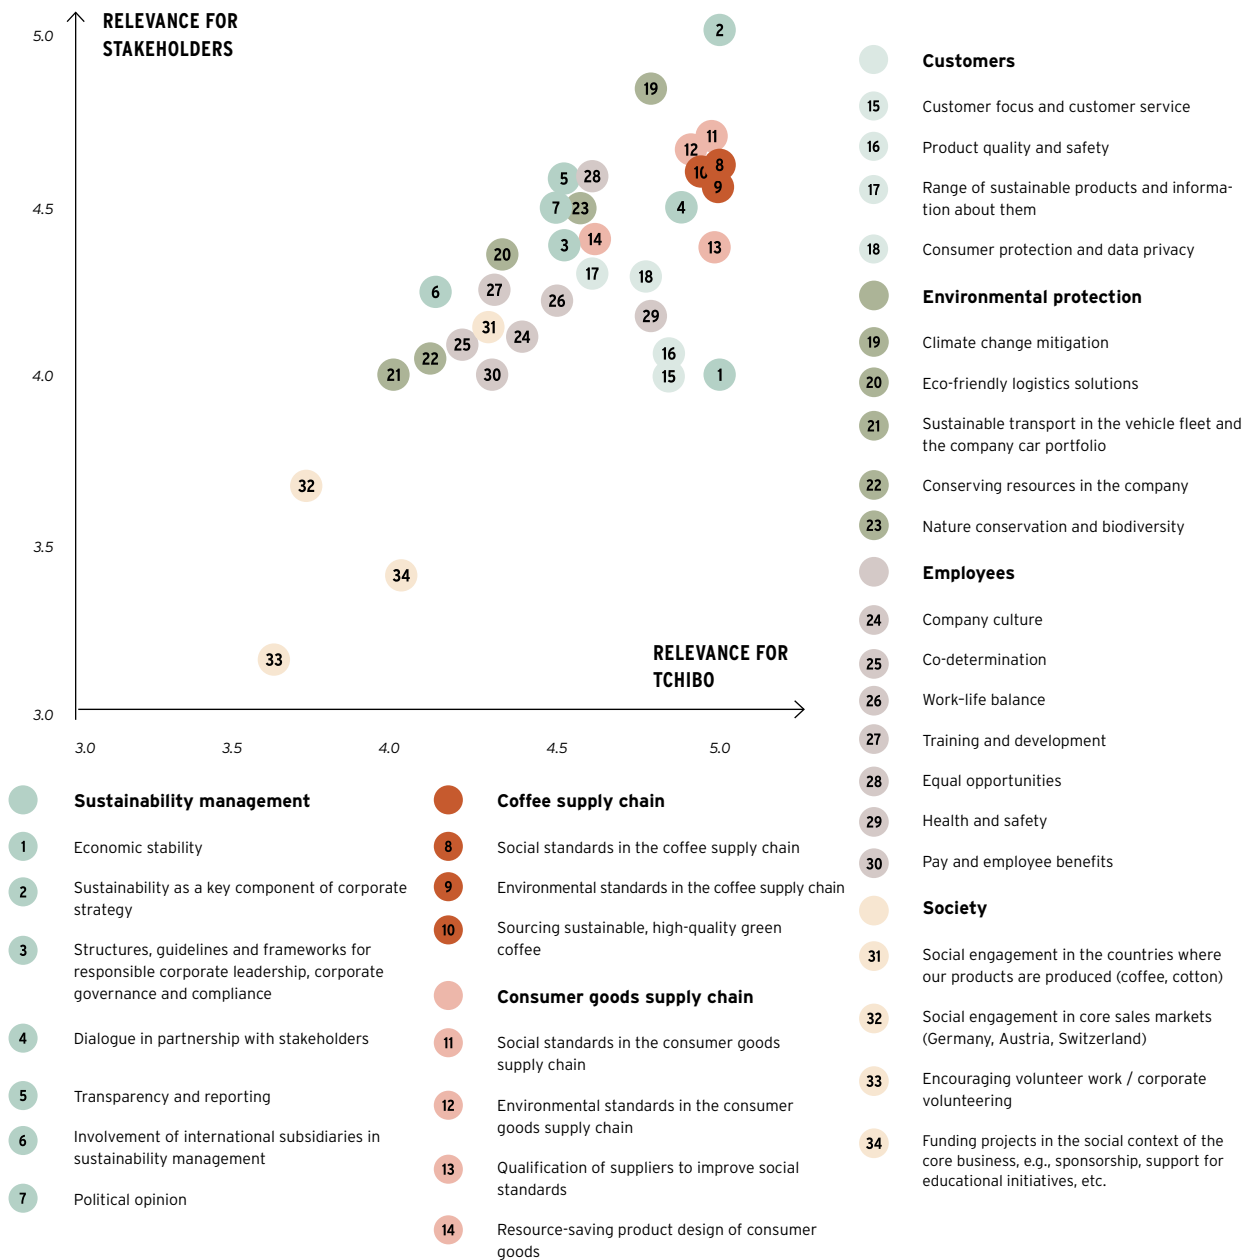 RELEVANCE FOR
STAKEHOLDERS
5.0
4.5
4.0
3.5
3.0
2
19
11
12
8
10
9
5
28
7
23
4
3
14
13
20
17
18
6
27
26
29
31
24
25
22
16
21
30
15
1
32
34
33
RELEVANCE FOR
TCHIBO
3.0
3.5
4.0
4.5
5.0
Sustainability management
1 Economic stability
2 Sustainability as a key component of corporate
strategy
3 Structures, guidelines and frameworks for
responsible corporate leadership, corporate
governance and compliance
4 Dialogue in partnership with stakeholders
5 Transparency and reporting
6 Involvement of international subsidiaries in
sustainability management
7 Political opinion
Coffee supply chain
8 Social standards in the coffee supply chain
9 Environmental standards in the coffee supply chain
10 Sourcing sustainable, high-quality green
coffee
Consumer goods supply chain
11 Social standards in the consumer goods
supply chain
12 Environmental standards in the consumer
goods supply chain
13 Qualification of suppliers to improve social
standards
14 Resource-saving product design of consumer
goods
Customers
15 Customer focus and customer service
16 Product quality and safety
17 Range of sustainable products and informa-
tion about them
18 Consumer protection and data privacy
Environmental protection
19 Climate change mitigation
20 Eco-friendly logistics solutions
21 Sustainable transport in the vehicle fleet and
the company car portfolio
22 Conserving resources in the company
23 Nature conservation and biodiversity
Employees
24 Company culture
25 Co-determination
26 Work–life balance
27 Training and development
28 Equal opportunities
29 Health and safety
30 Pay and employee benefits
Society
31 Social engagement in the countries where
our products are produced (coffee, cotton)
32 Social engagement in core sales markets
(Germany, Austria, Switzerland)
33 Encouraging volunteer work / corporate
volunteering
34 Funding projects in the social context of the
core business, e.g., sponsorship, support for
educational initiatives, etc.